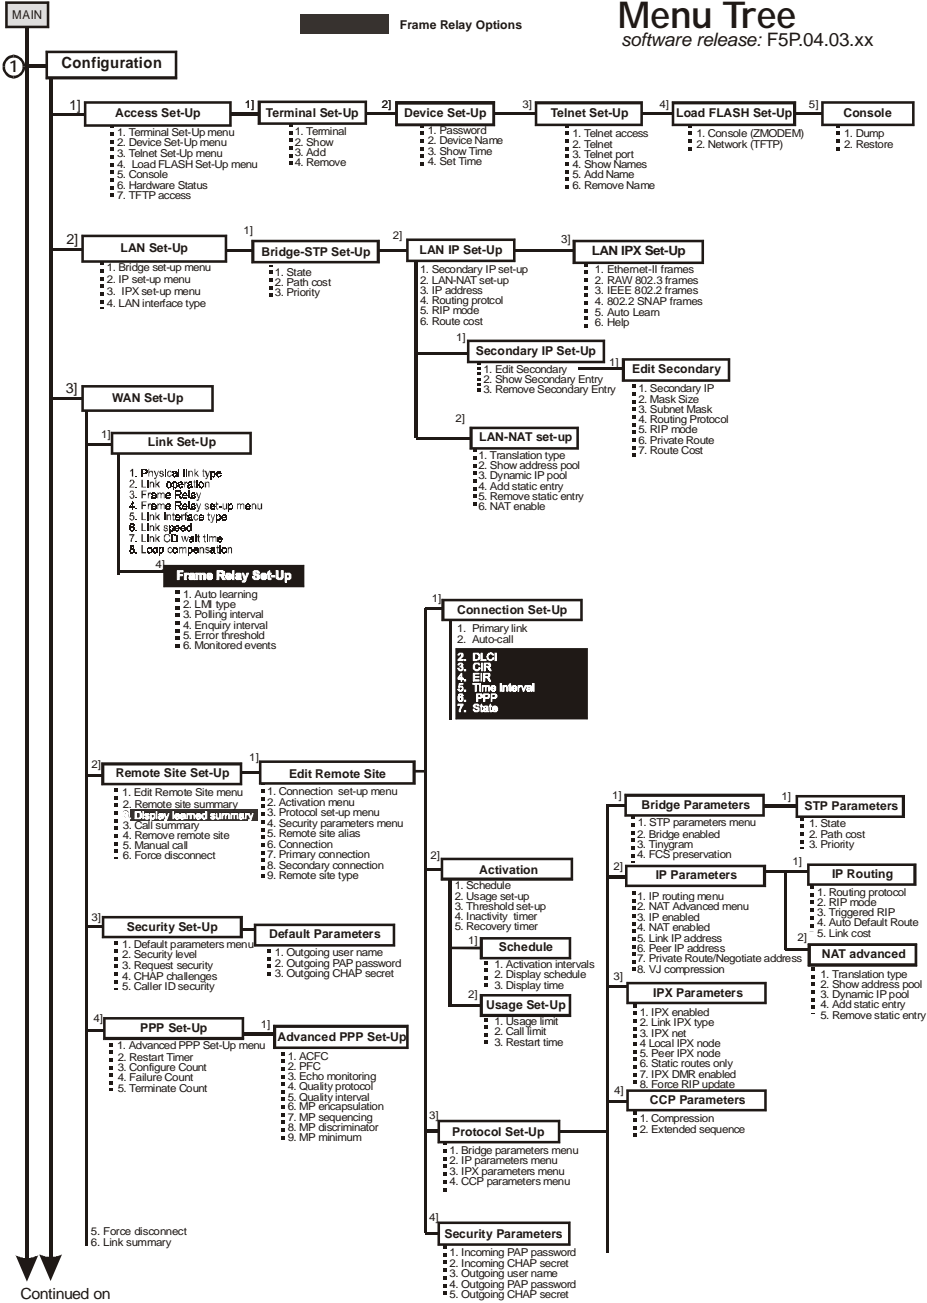 MAIN
Frame Relay Options
Menu Tree
software release: F5P.04.03.xx
1
Configuration
1]
Access Set-Up
1. Terminal Set-Up menu
2. Device Set-Up menu
3. Telnet Set-Up menu
4. Load FLASH Set-Up menu
5. Console
6. Hardware Status
7. TFTP access
1]
Terminal Set-Up
1. Terminal
2. Show
3. Add
4. Remove
2]
Device Set-Up
1. Password
2. Device Name
3. Show Time
4. Set Time
3]
Telnet Set-Up
1. Telnet access
2. Telnet
3. Telnet port
4. Show Names
5. Add Name
6. Remove Name
4]
Load FLASH Set-Up
1. Console (ZMODEM)
2. Network (TFTP)
5]
Console
1. Dump
2. Restore
2]
LAN Set-Up
1. Bridge set-up menu
2. IP set-up menu
3. IPX set-up menu
4. LAN interface type
1]
Bridge-STP Set-Up
1. State
2. Path cost
3. Priority
2]
LAN IP Set-Up
1. Secondary IP set-up
2. LAN-NAT set-up
3. IP address
4. Routing protcol
5. RIP mode
6. Route cost
3]
LAN IPX Set-Up
1. Ethernet-II frames
2. RAW 802.3 frames
3. IEEE 802.2 frames
4. 802.2 SNAP frames
5. Auto Learn
6. Help
1]
Secondary IP Set-Up
1. Edit Secondary
2. Show Secondary Entry
3. Remove Secondary Entry
1]
Edit Secondary
1. Secondary IP
2. Mask Size
3. Subnet Mask
4. Routing Protocol
5. RIP mode
6. Private Route
7. Route Cost
2]
LAN-NAT set-up
1. Translation type
2. Show address pool
3. Dynamic IP pool
4. Add static entry
5. Remove static entry
6. NAT enable
3]
WAN Set-Up
1]
Link Set-Up
1. Physical link type
2. Link operation
3. Frame Relay
4. Frame Relay set-up menu
5. Link Interface type
6. Link speed
7. Link CD wait time
8. Loop compensation
4]
Frame Relay Set-Up
1. Auto learning
2. LMI type
3. Polling interval
4. Enquiry interval
5. Error threshold
6. Monitored events
1]
Connection Set-Up
1. Primary link
2. Auto-call
2. DLCI
3. CIR
4. EIR
5. Time Interval
6. PPP
7. State
2]
Remote Site Set-Up
1. Edit Remote Site menu
2. Remote site summary
3. Display learned summary
3. Call summary
4. Remove remote site
5. Manual call
6. Force disconnect
1]
Edit Remote Site
1. Connection set-up menu
2. Activation menu
3. Protocol set-up menu
4. Security parameters menu
5. Remote site alias
6. Connection
7. Primary connection
8. Secondary connection
9. Remote site type
2]
Activation
1. Schedule
2. Usage set-up
3. Threshold set-up
4. Inactivity timer
5. Recovery timer
1]
Schedule
1. Activation intervals
2. Display schedule
3. Display time
2]
Usage Set-Up
1. Usage limit
2. Call limit
3. Restart time
1]
Bridge Parameters
1. STP parameters menu
2. Bridge enabled
3. Tinygram
4. FCS preservation
1]
STP Parameters
1. State
2. Path cost
3. Priority
2]
IP Parameters
1. IP routing menu
2. NAT Advanced menu
3. IP enabled
4. NAT enabled
5. Link IP address
6. Peer IP address
7. Private Route/Negotiate address
8. VJ compression
1]
IP Routing
1. Routing protocol
2. RIP mode
3. Triggered RIP
4. Auto Default Route
5. Link cost
2]
NAT advanced
1. Translation type
2. Show address pool
3. Dynamic IP pool
4. Add static entry
5. Remove static entry
3]
IPX Parameters
1. IPX enabled
2. Link IPX type
3. IPX net
4 Local IPX node
5. Peer IPX node
6. Static routes only
7. IPX DMR enabled
8. Force RIP update
4]
CCP Parameters
1. Compression
2. Extended sequence
3]
Security Set-Up
1. Default parameters menu
2. Security level
3. Request security
4. CHAP challenges
5. Caller ID security
Default Parameters
1. Outgoing user name
2. Outgoing PAP password
3. Outgoing CHAP secret
4]
PPP Set-Up
1. Advanced PPP Set-Up menu
2. Restart Timer
3. Configure Count
4. Failure Count
5. Terminate Count
1]
Advanced PPP Set-Up
1. ACFC
2. PFC
3. Echo monitoring
4. Quality protocol
5. Quality interval
6. MP encapsulation
7. MP sequencing
8. MP discriminator
9. MP minimum
3]
Protocol Set-Up
1. Bridge parameters menu
2. IP parameters menu
3. IPX parameters menu
4. CCP parameters menu
4]
Security Parameters
1. Incoming PAP password
2. Incoming CHAP secret
3. Outgoing user name
4. Outgoing PAP password
5. Outgoing CHAP secret
5. Force disconnect
6. Link summary
Continued on